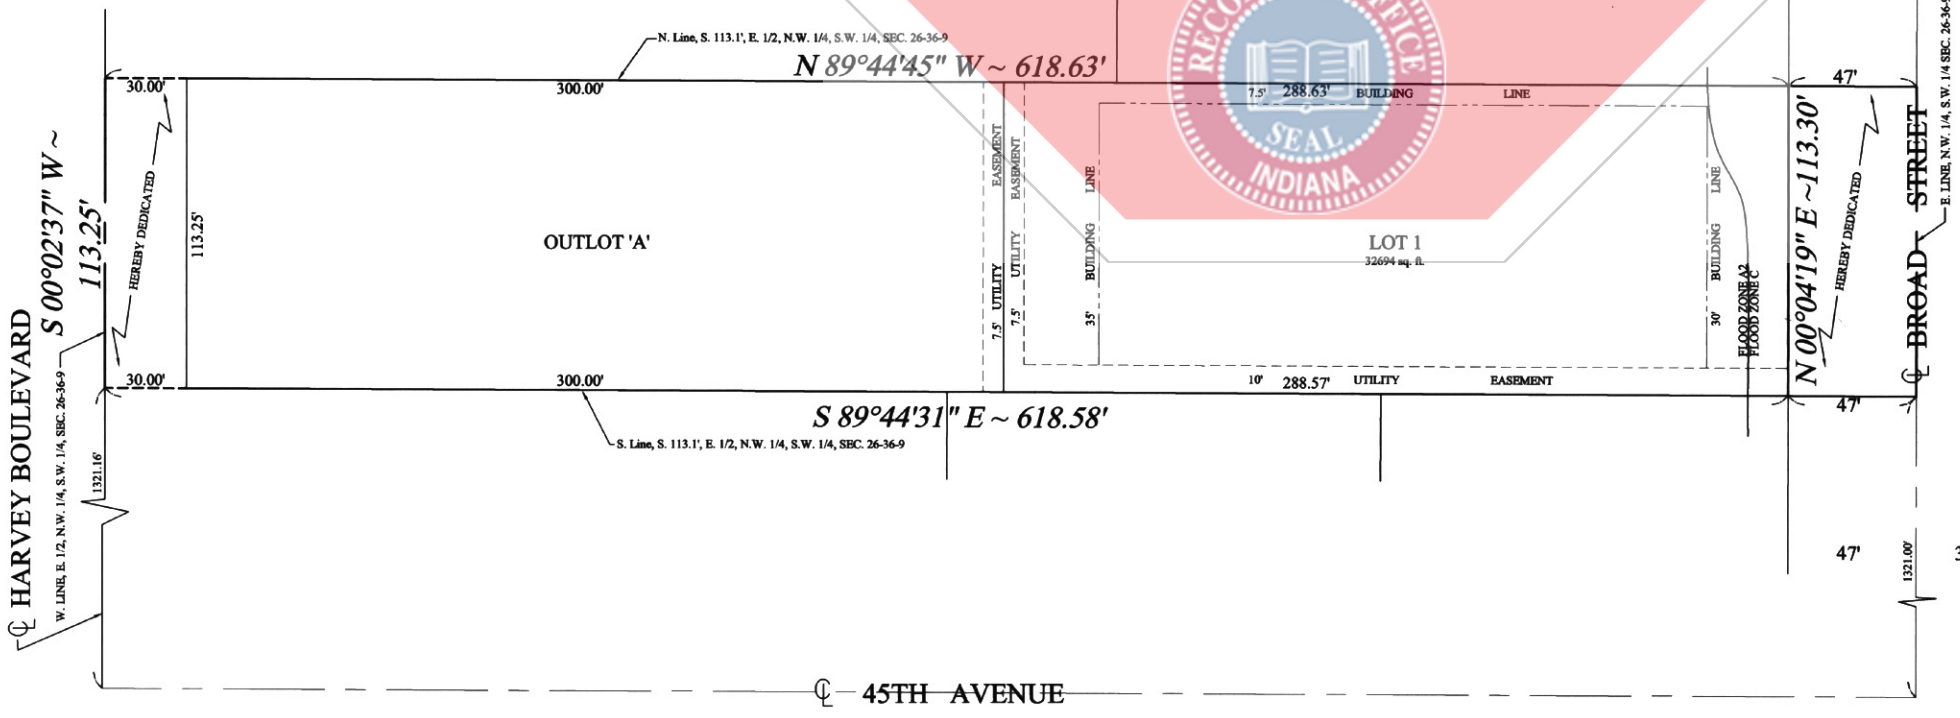 N. Line, S. 113.1', E. 1/2, N.W. 1/4, S.W. 1/4, SEC. 26-36-9
N 89°44'45" W ~ 618.63'
30.00'
300.00'
7.5' 288.63' BUILDING LINE
47'
S 00°02'37" W ~
113.25'
HEREBY DEDICATED
113.25'
OUTLOT 'A'
7.5' UTILITY EASEMENT
7.5' UTILITY EASEMENT
35' BUILDING LINE
LOT 1
32694 sq. ft.
30' BUILDING LINE
FLOOD ZONE A2
FLOOD ZONE C
N 00°04'19" E ~113.30'
HEREBY DEDICATED
℄ BROAD STREET
E. LINE, N.W. 1/4, S.W. 1/4 SEC. 26-36-9
SEAL
INDIANA
30.00'
300.00'
10' 288.57' UTILITY EASEMENT
47'
S 89°44'31" E ~ 618.58'
S. Line, S. 113.1', E. 1/2, N.W. 1/4, S.W. 1/4, SEC. 26-36-9
℄ HARVEY BOULEVARD
W. LINE, E. 1/2, N.W. 1/4, S.W. 1/4, SEC. 26-36-9
1321.16'
47'
1321.00'
℄ 45TH AVENUE